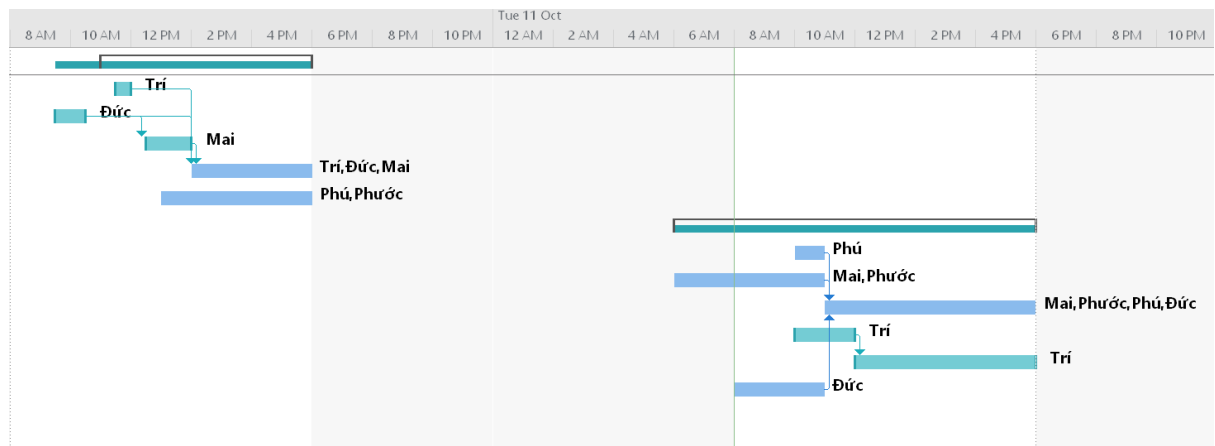 Tue 11 Oct
8 AM 10 AM 12 PM 2 PM 4 PM 6 PM 8 PM 10 PM 12 AM 2 AM 4 AM 6 AM 8 AM 10 AM 12 PM 2 PM 4 PM 6 PM 8 PM 10 PM
Trí
Đức
Mai
Trí,Đức,Mai
Phú,Phước
Phú
Mai,Phước
Mai,Phước,Phú,Đức
Trí
Trí
Đức